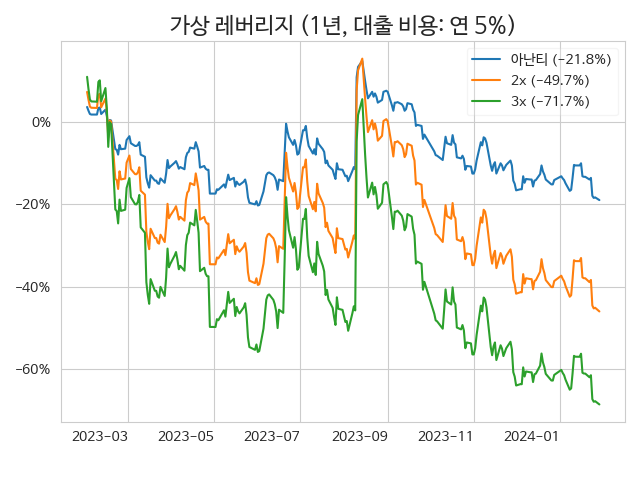 가상 레버리지 (1년, 대출 비용: 연 5%)
아난티 (−21.8%)
2x (−49.7%)
3x (−71.7%)
0%
−20%
−40%
−60%
2023-03 2023-05 2023-07 2023-09 2023-11 2024-01